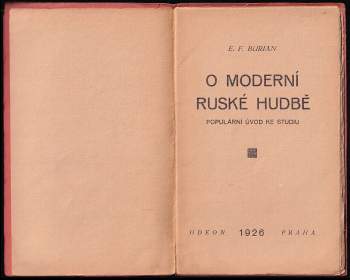 E. F. BURIAN
O MODERNÍ
RUSKÉ HUDBĚ
POPULÁRNÍ ÚVOD KE STUDIU
ODEON 1926 PRAHA